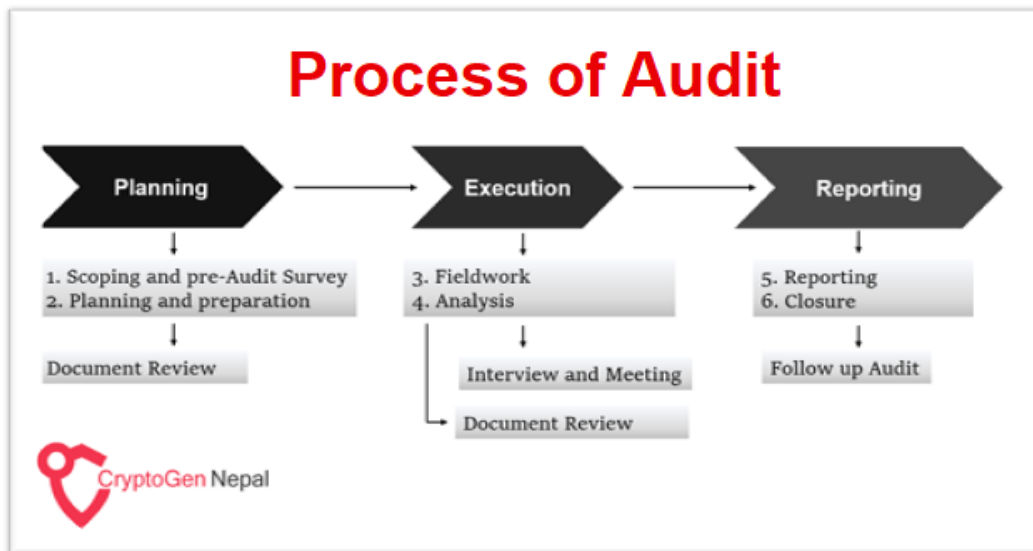 Process of Audit
Planning
Execution
Reporting
1. Scoping and pre-Audit Survey
2. Planning and preparation
3. Fieldwork
4. Analysis
5. Reporting
6. Closure
Document Review
Interview and Meeting
Follow up Audit
Document Review
CryptoGen Nepal